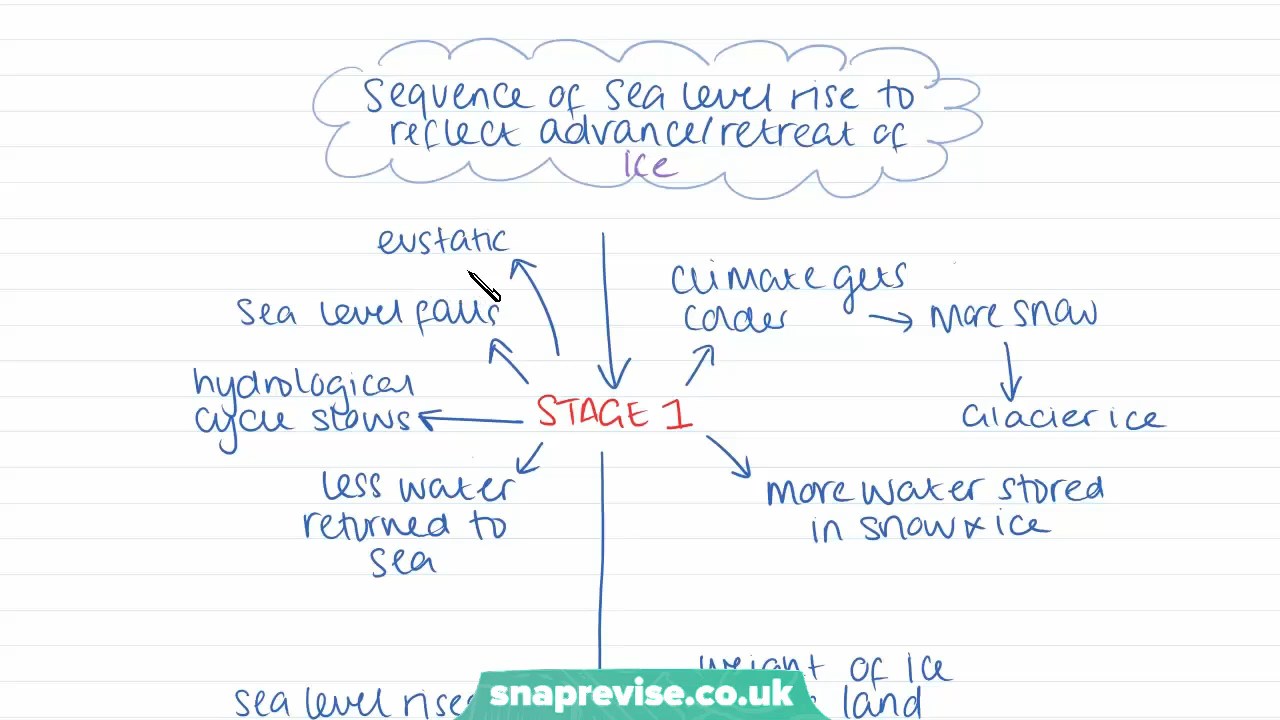 Sequence of sea level rise to
reflect advance/retreat of
ice
eustatic
sea level falls
hydrological
cycle slows
less water
returned to
sea
STAGE 1
climate gets
colder → more snow
Glacier ice
more water stored
in snow & ice
weight of ice
land
sea level rises
snaprevise.co.uk